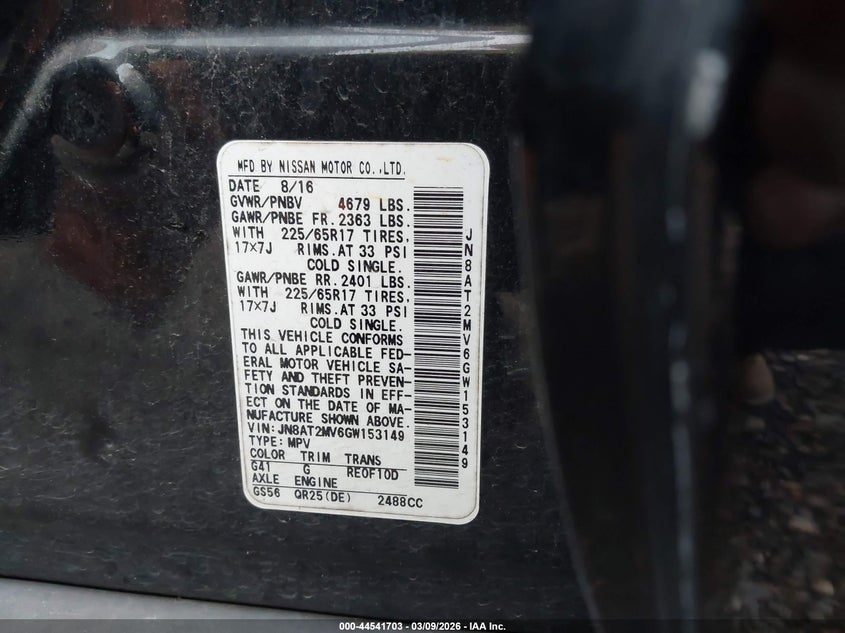 MFD BY NISSAN MOTOR CO.,LTD.
DATE 8/16
GVWR/PNBV 4679 LBS.
GAWR/PNBE FR. 2363 LBS.
WITH 225/65R17 TIRES,
17×7J RIMS.AT 33 PSI
COLD SINGLE.
GAWR/PNBE RR. 2401 LBS.
WITH 225/65R17 TIRES,
17×7J RIMS.AT 33 PSI
COLD SINGLE.
THIS VEHICLE CONFORMS
TO ALL APPLICABLE FED-
ERAL MOTOR VEHICLE SA-
FETY AND THEFT PREVEN-
TION STANDARDS IN EFF-
ECT ON THE DATE OF MA-
NUFACTURE SHOWN ABOVE.
VIN:JN8AT2MV6GW153149
TYPE:MPV
COLOR TRIM TRANS
G41 G RE0F10D
AXLE ENGINE
GS56 QR25(DE) 2488CC
JN8AT2MV6GW153149
000-44541703 - 03/09/2026 - IAA Inc.